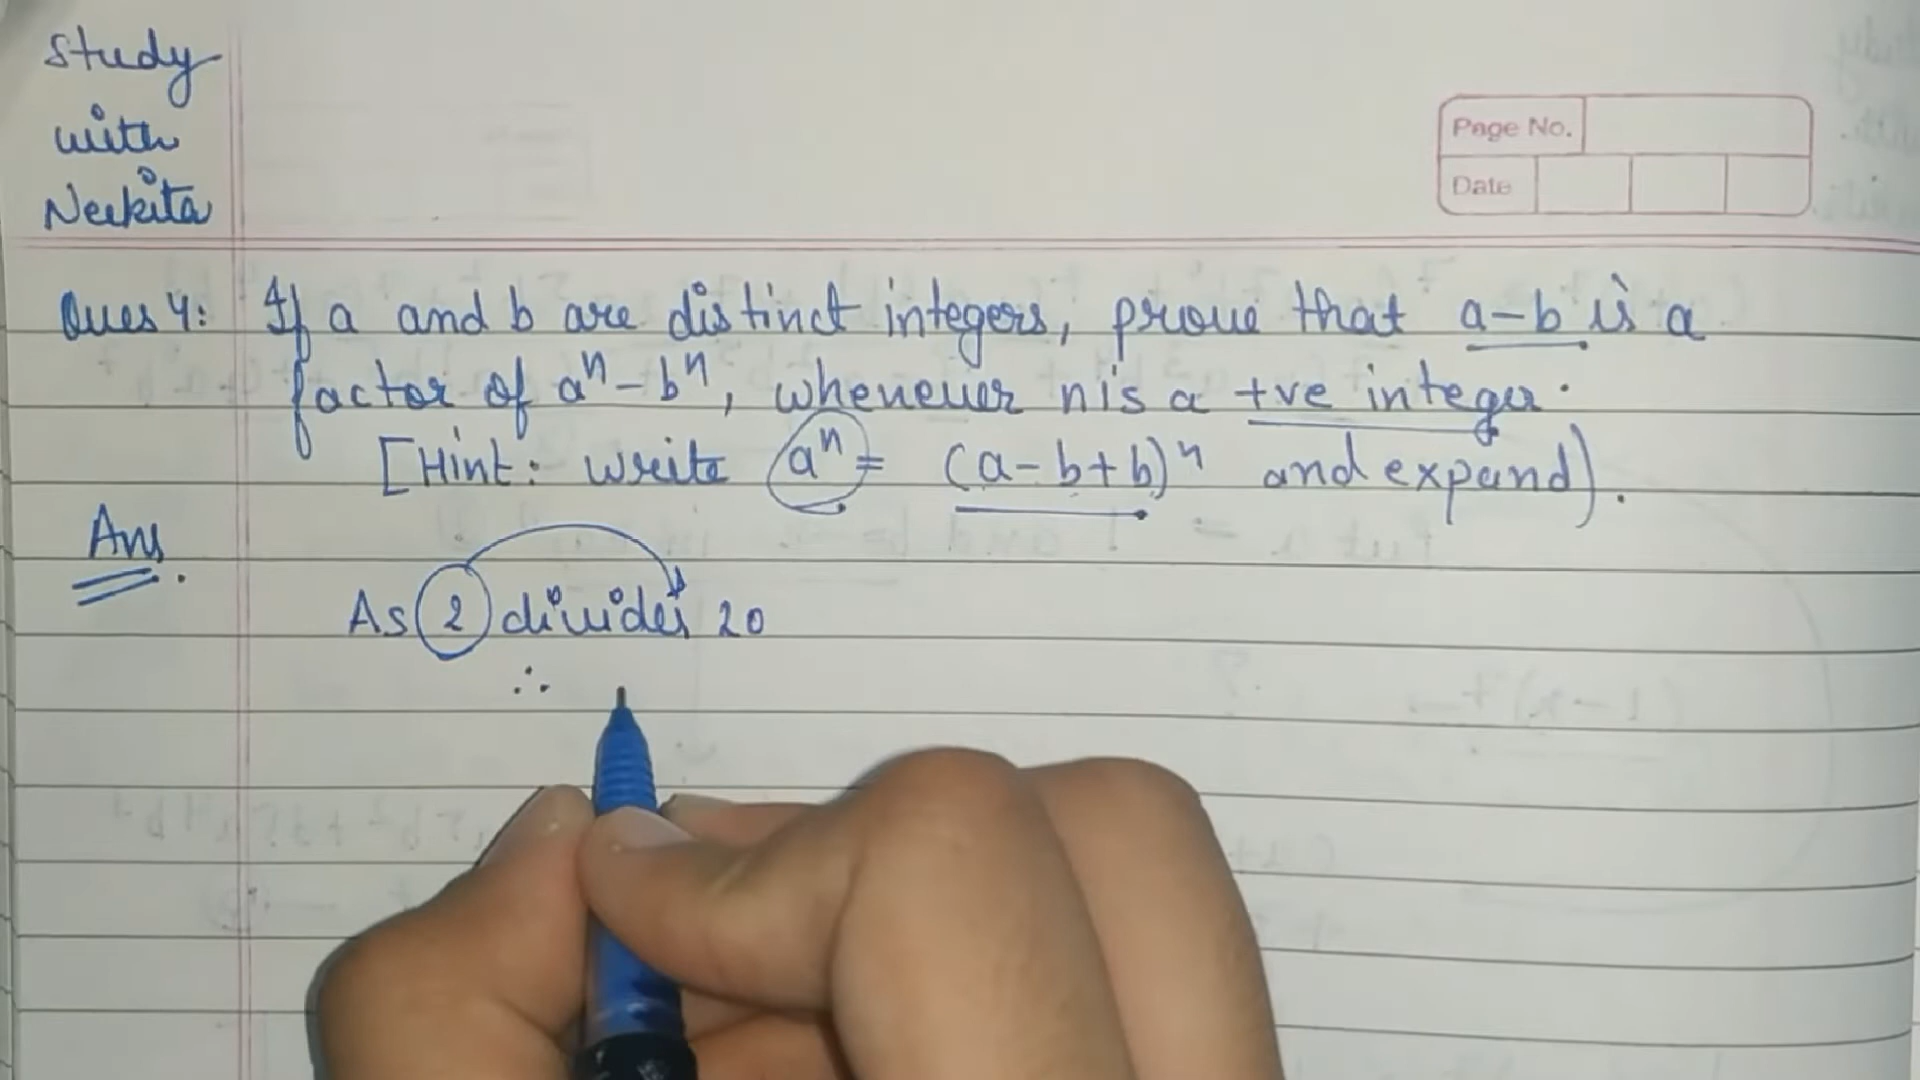 Study
with
Neekita
Page No.
Date
Ques 4: If a and b are distinct integers, prove that a-b is a
factor of aⁿ-bⁿ, whenever n is a +ve integer.
[Hint: write aⁿ = (a-b+b)ⁿ and expand).
Ans.
As 2 divides 20
∴